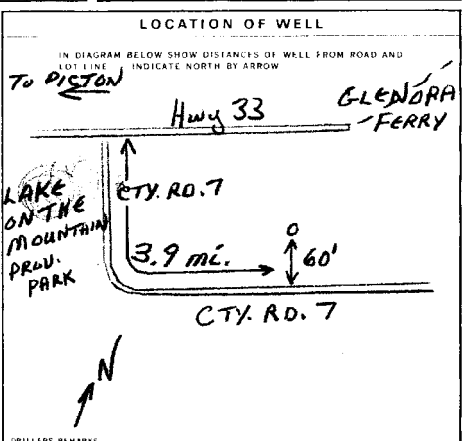 LOCATION OF WELL
IN DIAGRAM BELOW SHOW DISTANCES OF WELL FROM ROAD AND
LOT LINE INDICATE NORTH BY ARROW
TO PICTON
Hwy 33
GLENORA
FERRY
LAKE
ON THE
MOUNTAIN
PROV.
PARK
CTY. RD. 7
3.9 mi.
O
60'
CTY. RD. 7
N
DRILLERS REMARKS